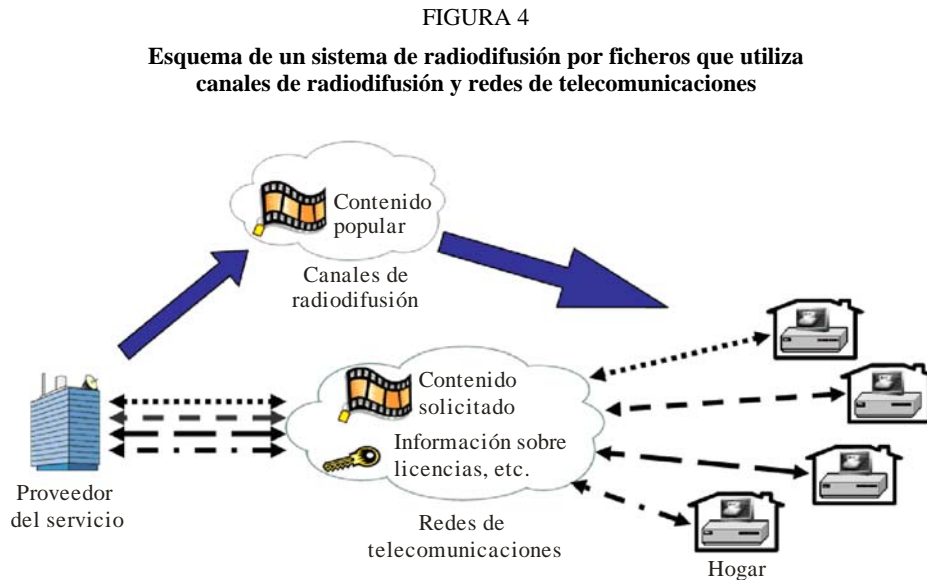 FIGURA 4
Esquema de un sistema de radiodifusión por ficheros que utiliza
canales de radiodifusión y redes de telecomunicaciones
Contenido
popular
Canales de
radiodifusión
Contenido
solicitado
Información sobre
licencias, etc.
Proveedor
del servicio
Redes de
telecomunicaciones
Hogar